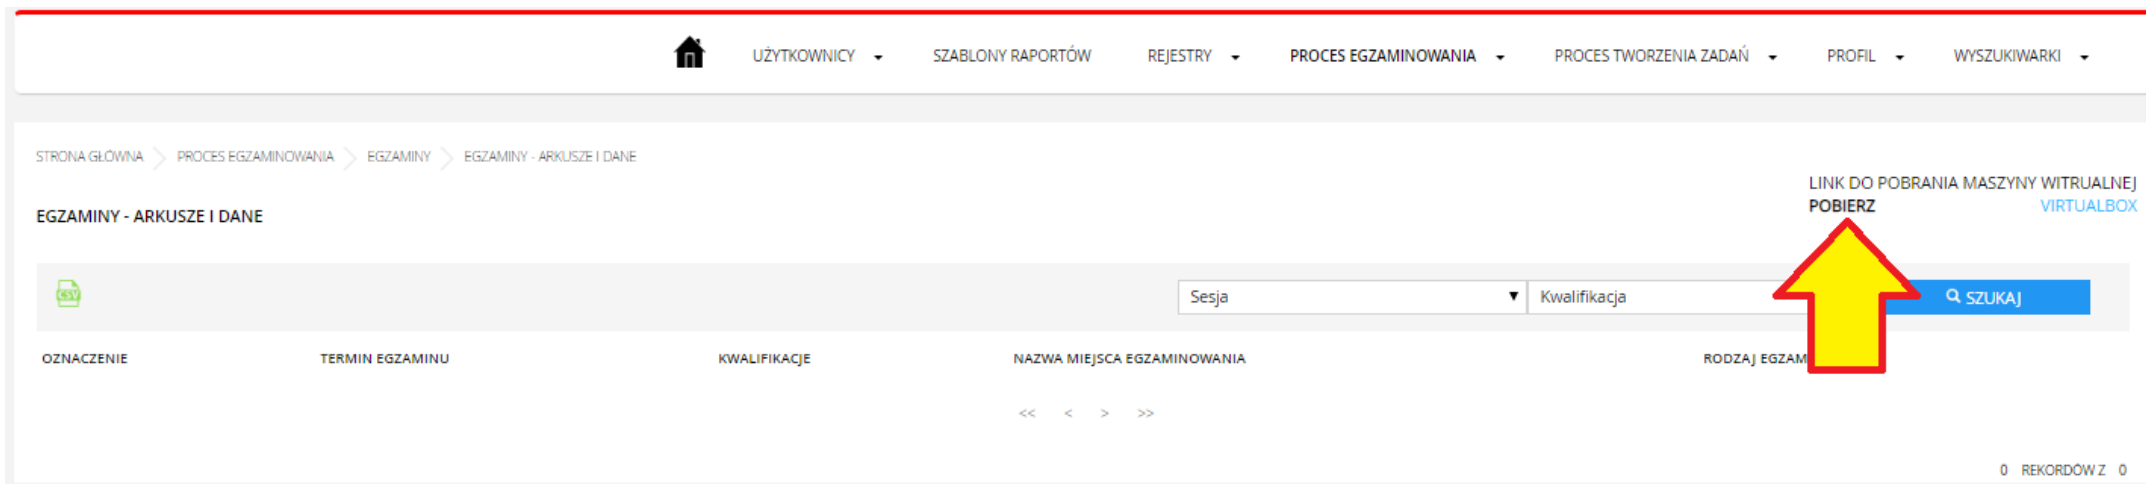 UŻYTKOWNICY SZABLONY RAPORTÓW REJESTRY PROCES EGZAMINOWANIA PROCES TWORZENIA ZADAŃ PROFIL WYSZUKIWARKI
STRONA GŁÓWNA PROCES EGZAMINOWANIA EGZAMINY EGZAMINY - ARKUSZE I DANE
LINK DO POBRANIA MASZYNY WITRUALNEJ
POBIERZ VIRTUALBOX
EGZAMINY - ARKUSZE I DANE
CSV Sesja Kwalifikacja SZUKAJ
OZNACZENIE TERMIN EGZAMINU KWALIFIKACJE NAZWA MIEJSCA EGZAMINOWANIA RODZAJ EGZAM
<< < > >>
0 REKORDÓW Z 0